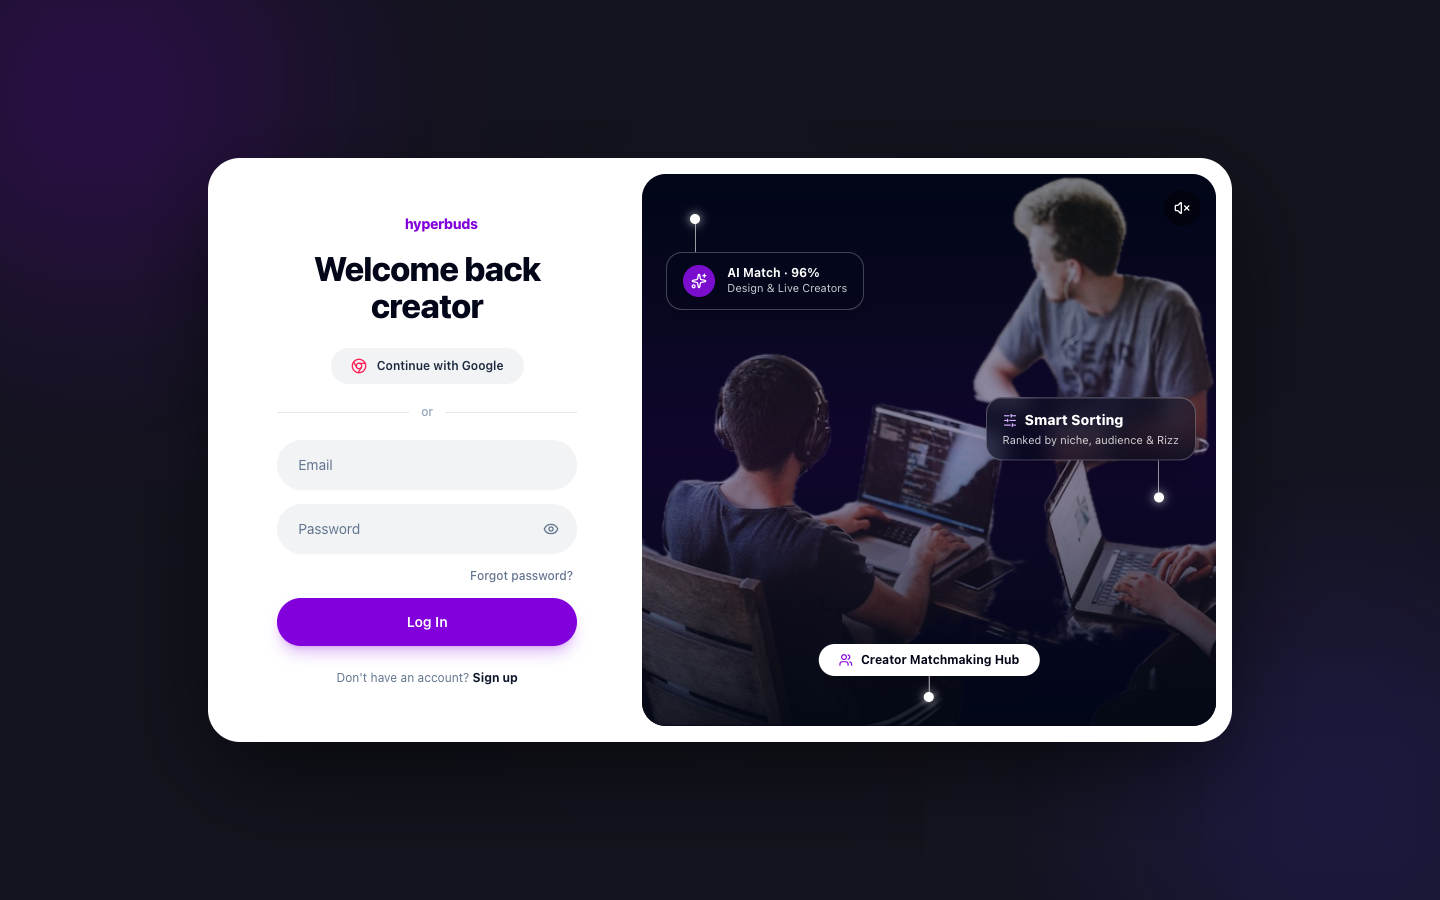 hyperbuds
Welcome back
creator
Continue with Google
or
Email
Password
Forgot password?
Log In
Don't have an account? Sign up
AI Match · 96%
Design & Live Creators
Smart Sorting
Ranked by niche, audience & Rizz
Creator Matchmaking Hub